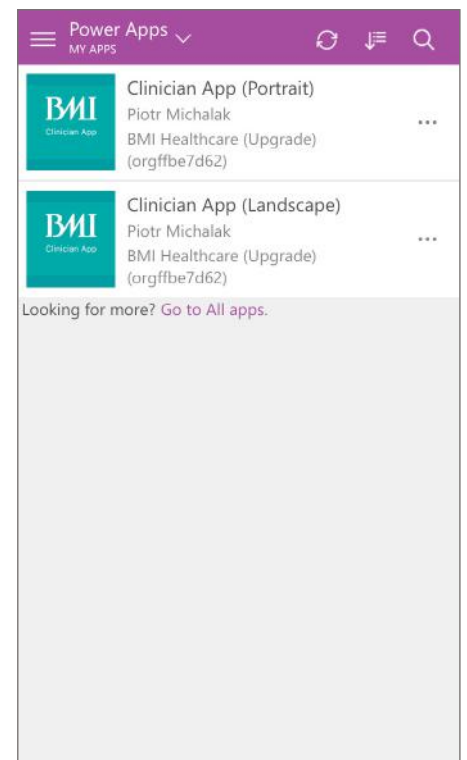 Power Apps
MY APPS
BMI
Clinician App
Clinician App (Portrait)
Piotr Michalak
BMI Healthcare (Upgrade)
(orgffbe7d62)
BMI
Clinician App
Clinician App (Landscape)
Piotr Michalak
BMI Healthcare (Upgrade)
(orgffbe7d62)
Looking for more? Go to All apps.